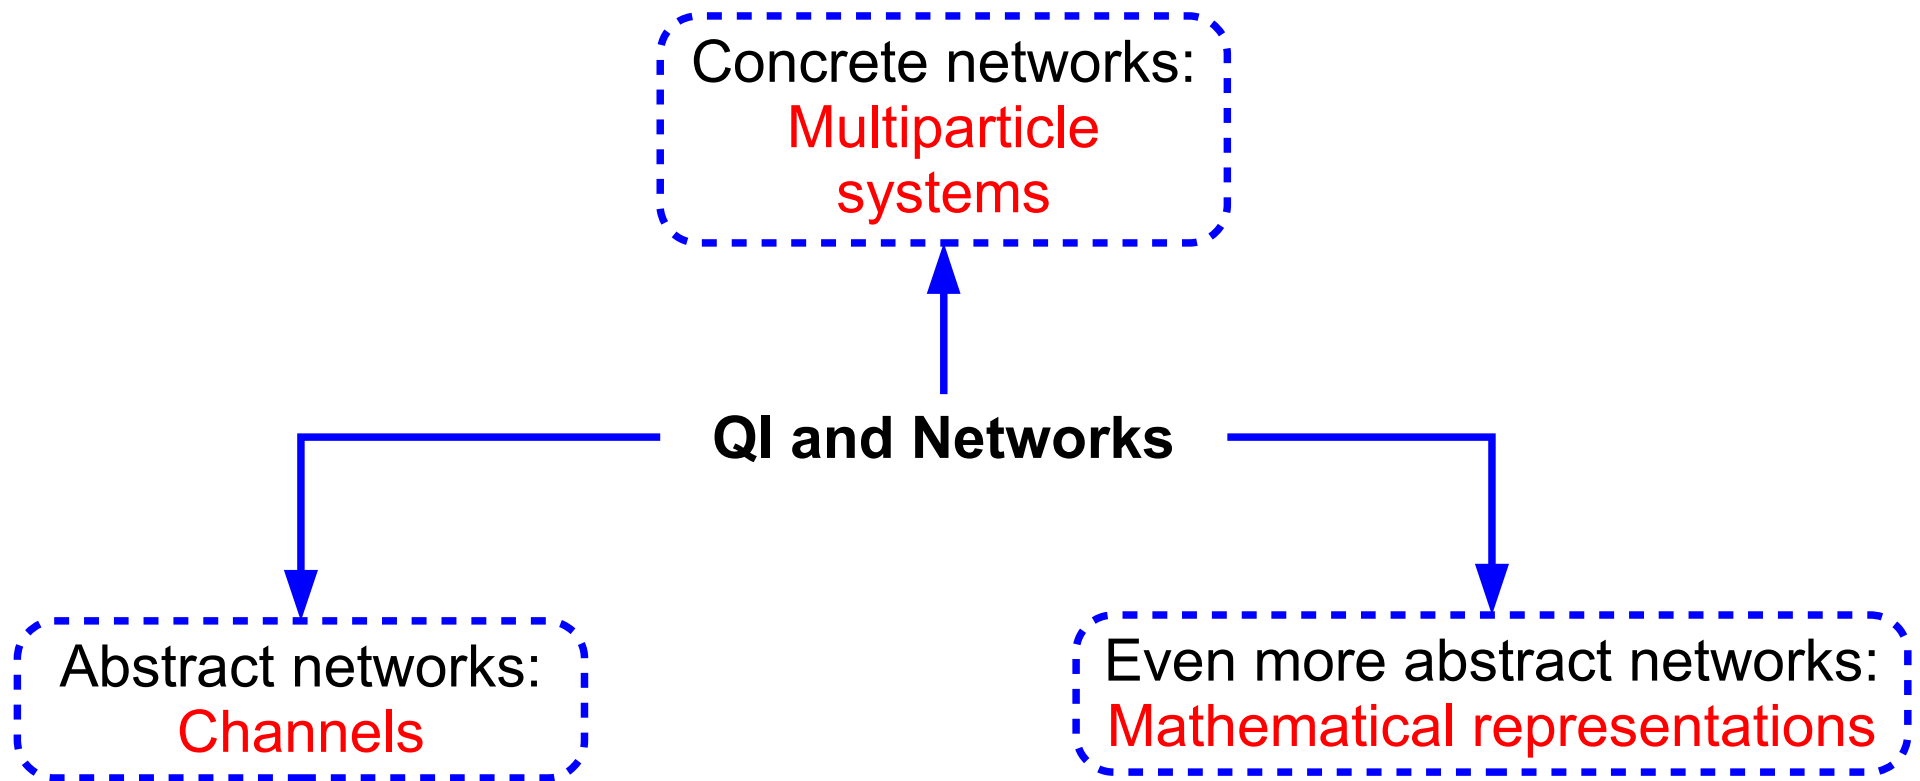 Concrete networks:
Multiparticle
systems
QI and Networks
Abstract networks:
Channels
Even more abstract networks:
Mathematical representations